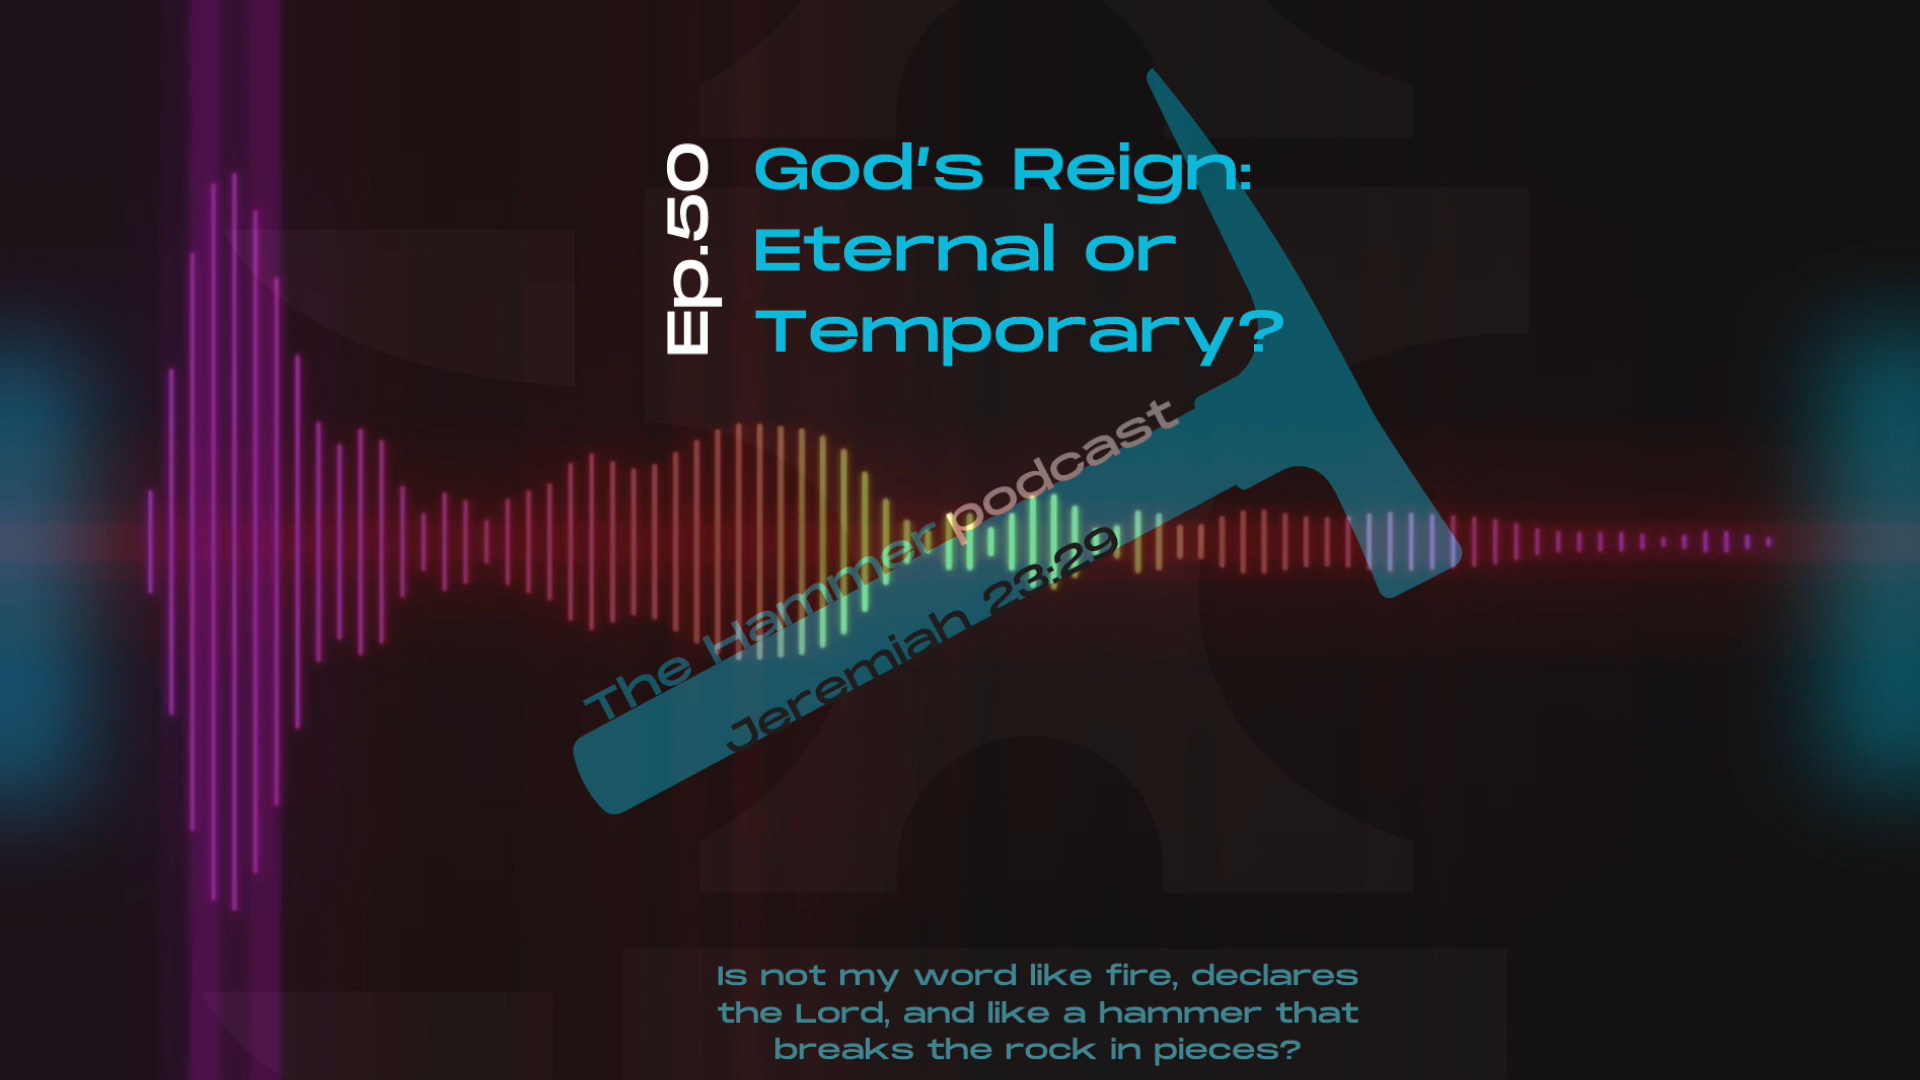 Ep.50
God's Reign:
Eternal or
Temporary?
The Hammer podcast
Jeremiah 23:29
Is not my word like fire, declares
the Lord, and like a hammer that
breaks the rock in pieces?